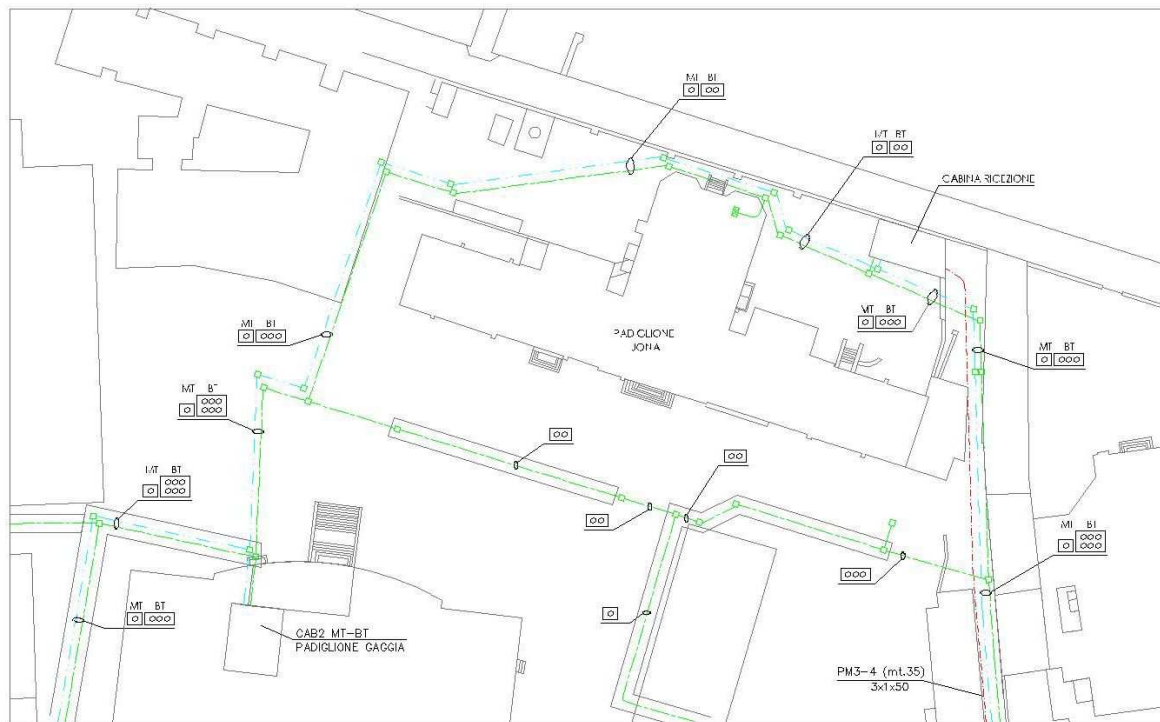 MT BT
MT BT
CABINA RICEZIONE
MT BT
PADIGLIONE
JONA
MT BT
MT BT
MT BT
MT BT
MT BT
MT BT
CAB2 MT-BT
PADIGLIONE GAGGIA
PM3-4 (mt.35)
3x1x50